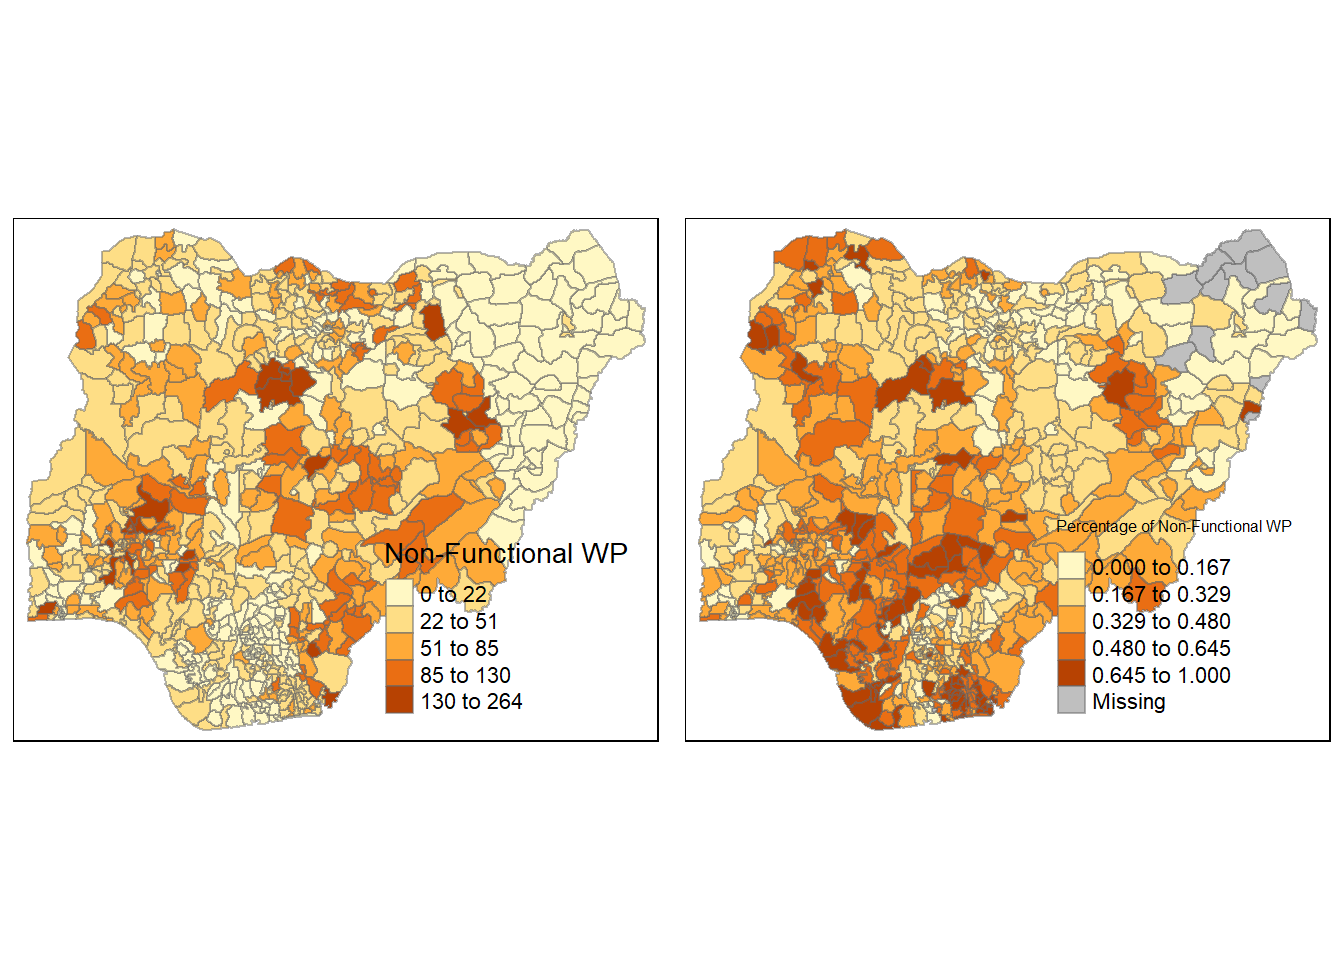 Non-Functional WP
0 to 22
22 to 51
51 to 85
85 to 130
130 to 264
Percentage of Non-Functional WP
0.000 to 0.167
0.167 to 0.329
0.329 to 0.480
0.480 to 0.645
0.645 to 1.000
Missing